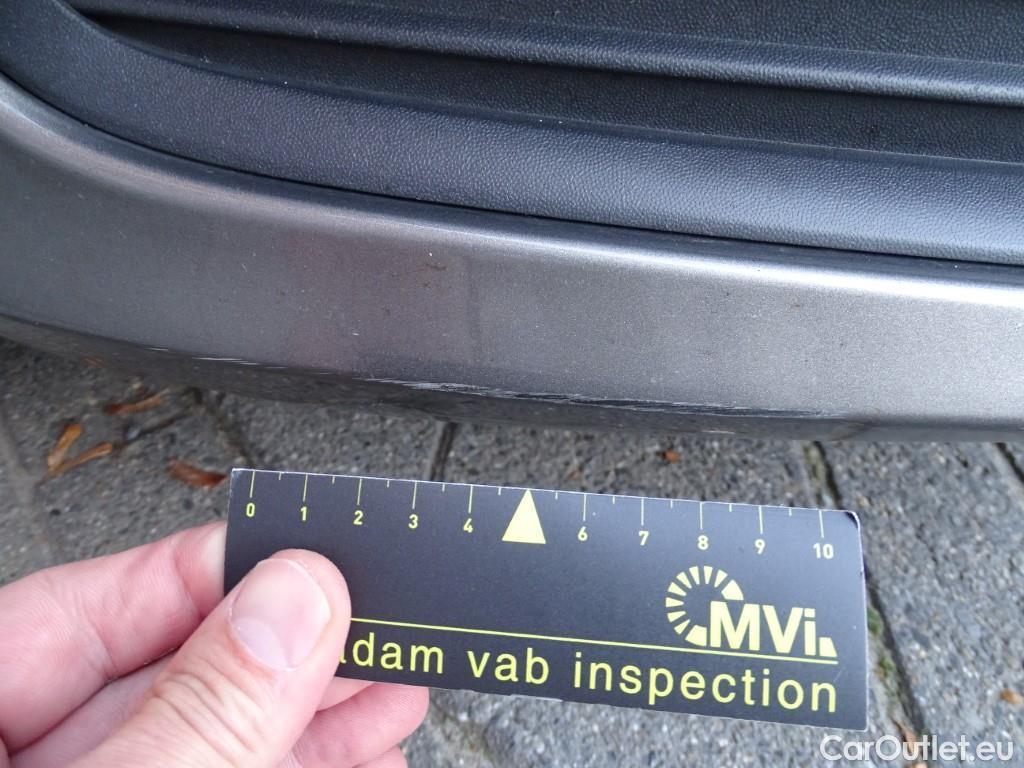 0 1 2 3 4 6 7 8 9 10
MVi
adam vab inspection
CarOutlet.eu